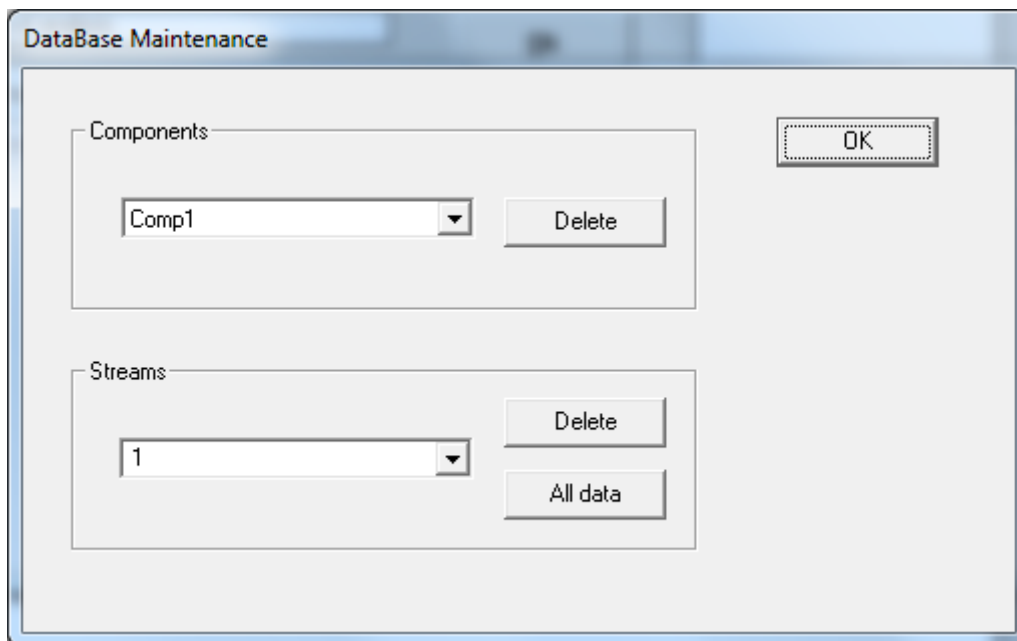 DataBase Maintenance
Components
OK
Comp1
Delete
Streams
Delete
1
All data